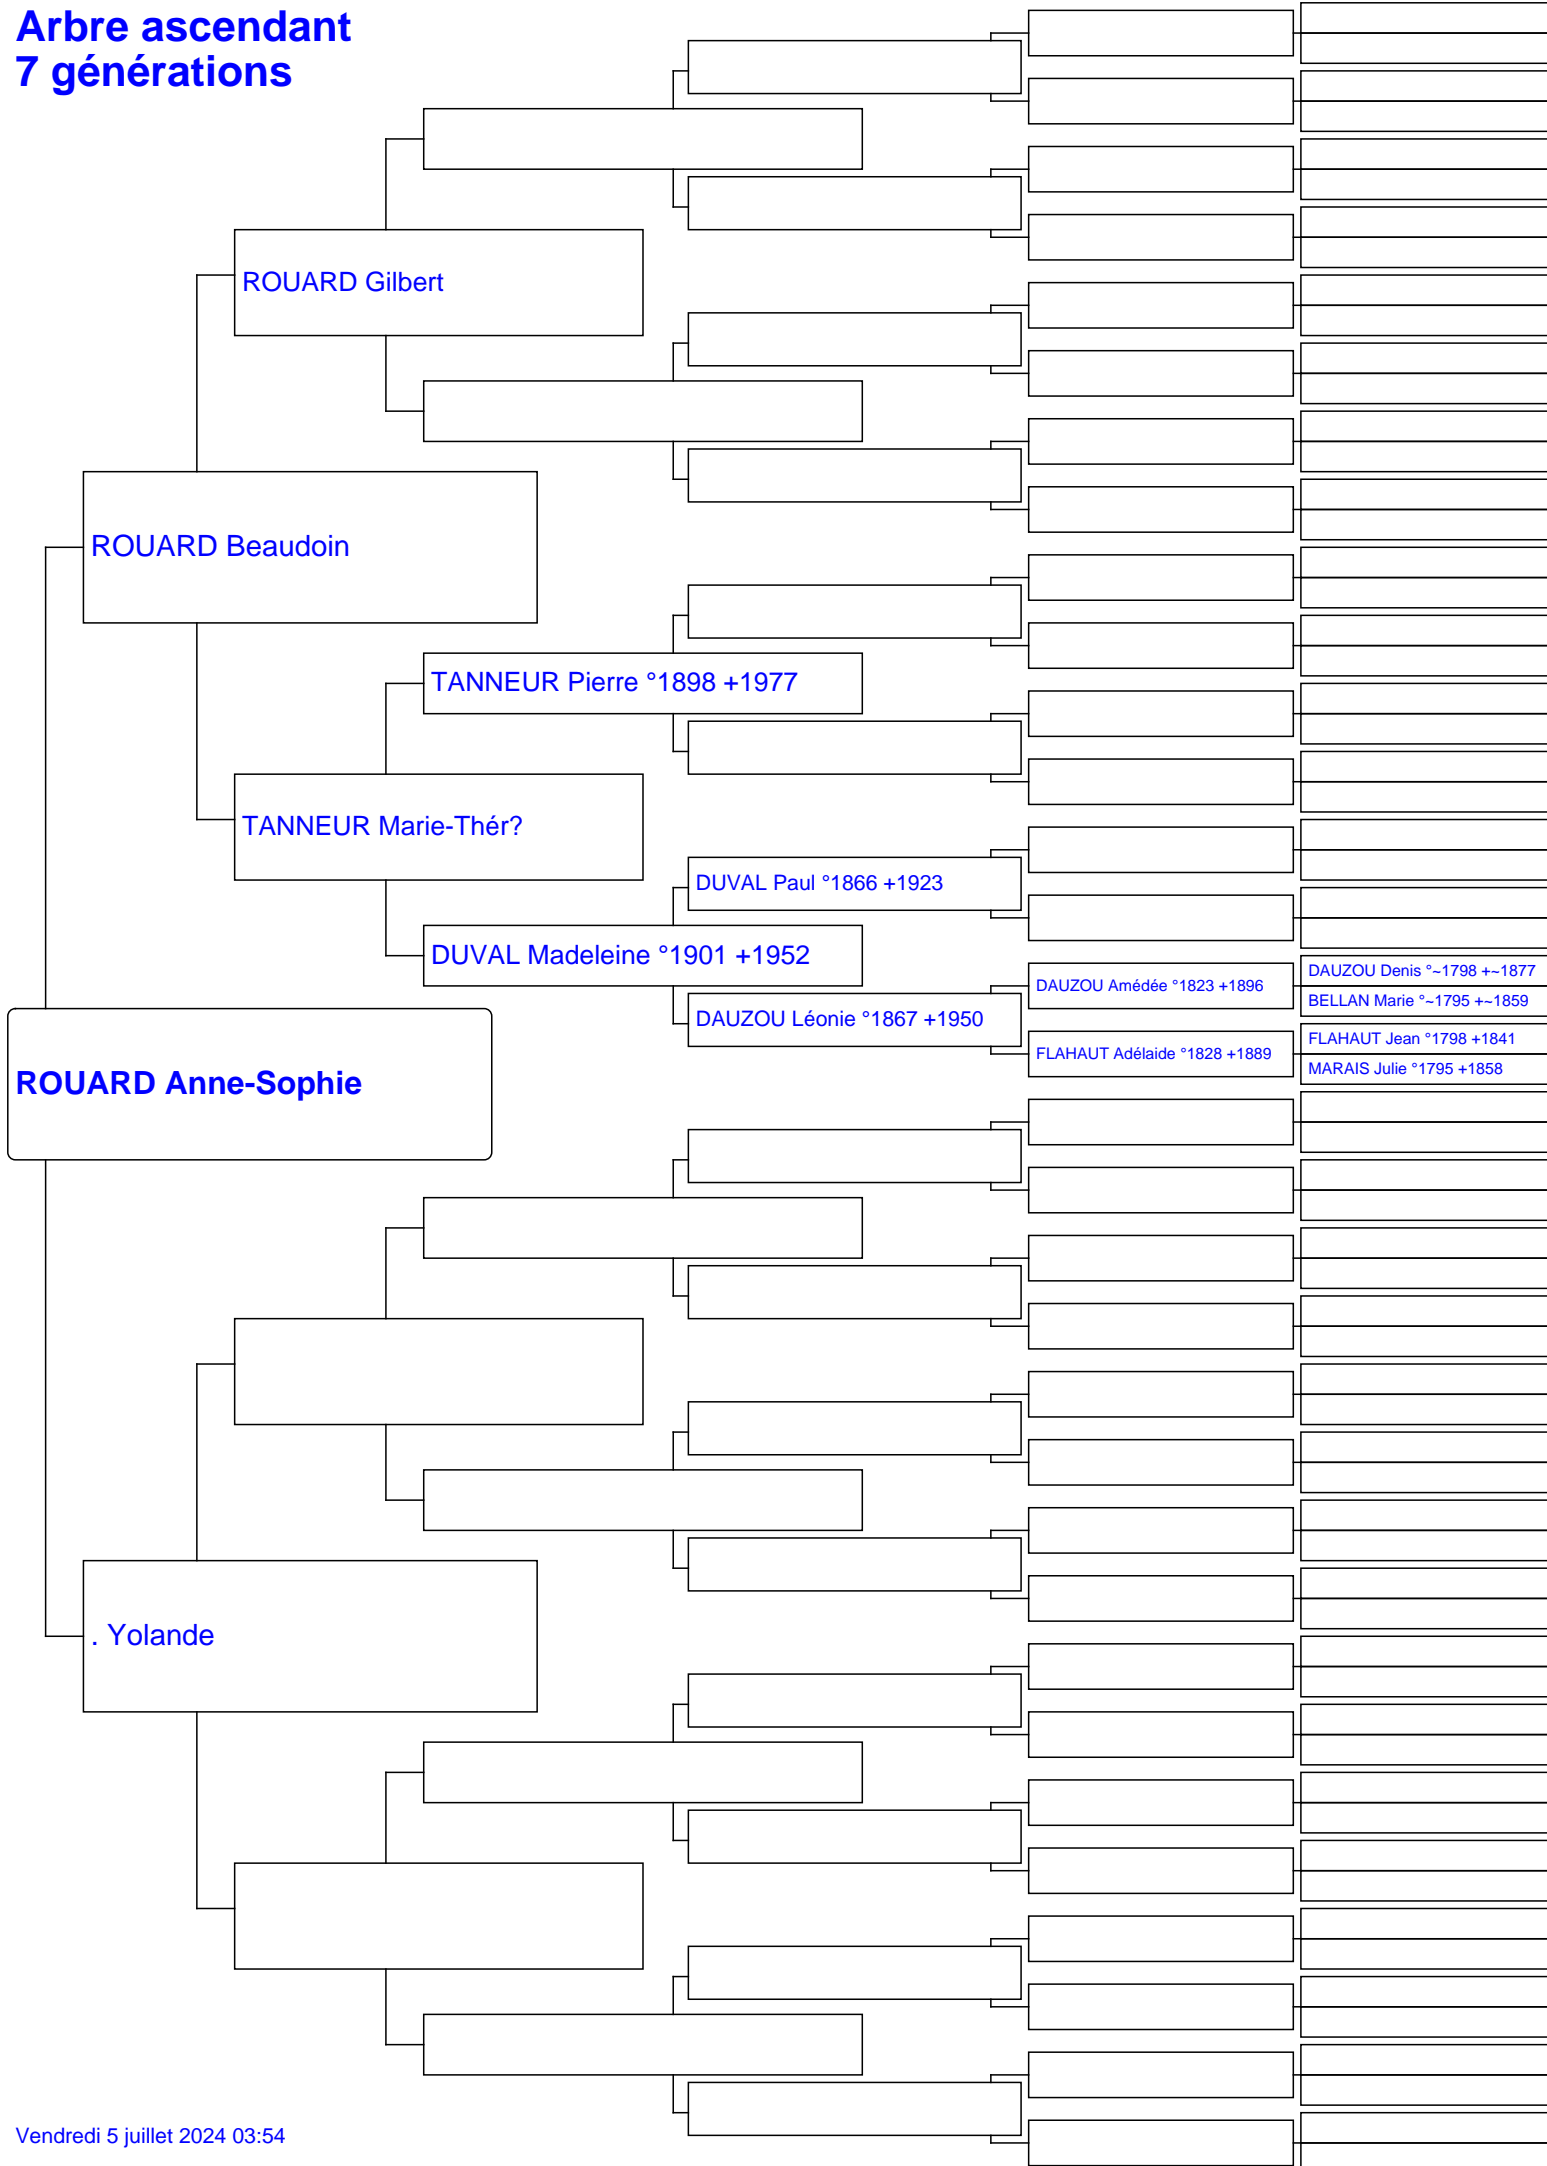 Arbre ascendant
7 générations
ROUARD Gilbert
ROUARD Beaudoin
TANNEUR Pierre °1898 +1977
TANNEUR Marie-Thér?
DUVAL Paul °1866 +1923
DUVAL Madeleine °1901 +1952
DAUZOU Denis °~1798 +~1877
DAUZOU Amédée °1823 +1896
BELLAN Marie °~1795 +~1859
DAUZOU Léonie °1867 +1950
FLAHAUT Jean °1798 +1841
FLAHAUT Adélaide °1828 +1889
MARAIS Julie °1795 +1858
ROUARD Anne-Sophie
. Yolande
Vendredi 5 juillet 2024 03:54